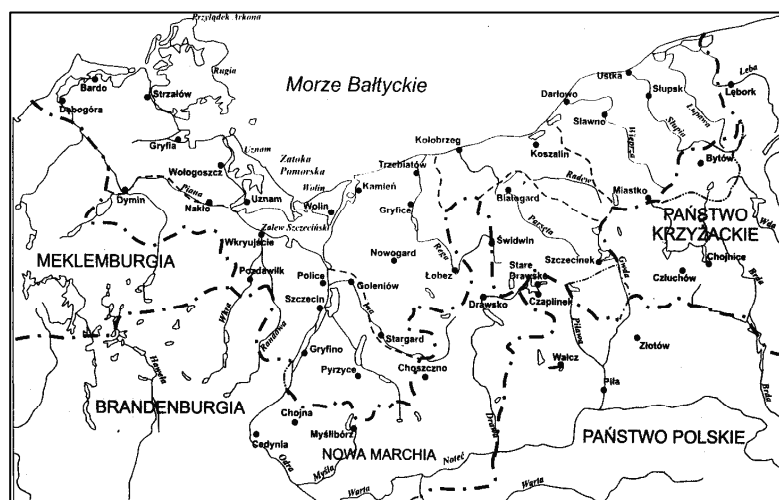 Przylądek Arkona
Rugia
Morze Bałtyckie
Bardo
Strzałów
Dębogóra
Gryfia
Uznam
Zatoka
Pomorska
Wołogoszcz
Wolin
Piana
Dymin
Nakło
Uznam
Wolin
Kamień
Zalew Szczeciński
Wkryujście
MEKLEMBURGIA
Pozdawilk
Police
Szczecin
Goleniów
Nowogard
Wkra
Randowa
Ina
Stargard
Gryfino
Pyrzyce
Choszczno
Hawela
BRANDENBURGIA
Chojna
Cedynia
Myślibórz
NOWA MARCHIA
Odra
Myśla
Warta
Warta
Noteć
Kołobrzeg
Trzebiatów
Gryfice
Rega
Łobez
Świdwin
Białogard
Parsęta
Radew
Koszalin
Darłowo
Sławno
Ustka
Słupsk
Słupia
Łupawa
Wieprza
Łeba
Lębork
Bytów
Miastko
PAŃSTWO
KRZYŻACKIE
Wda
Chojnice
Człuchów
Brda
Szczecinek
Gwda
Stare
Drawsko
Czaplinek
Drawsko
Piława
Wałcz
Złotów
Piła
Drawa
Brda
PAŃSTWO POLSKIE